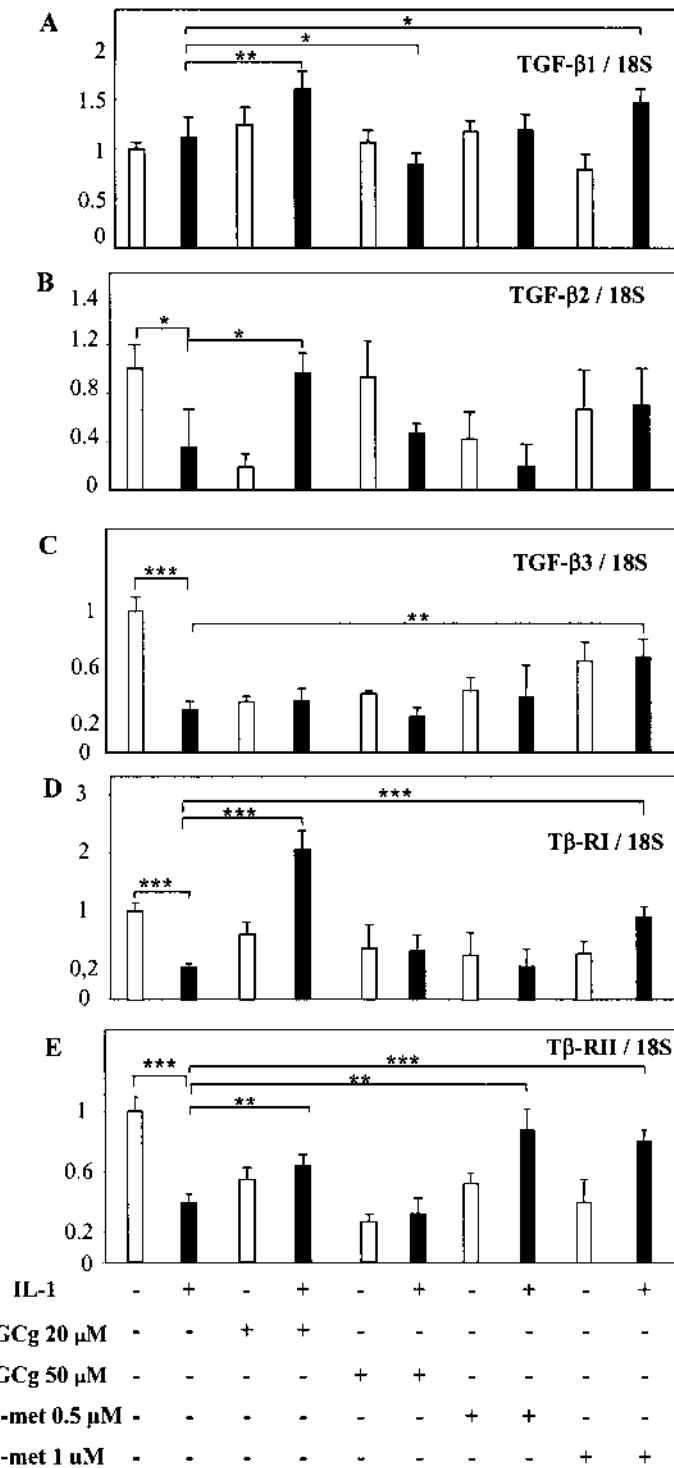 A
TGF-β1 / 18S
*
*
**
2
1.5
1
0.5
0
B
TGF-β2 / 18S
*
*
1.4
1.2
0.8
0.4
0
C
TGF-β3 / 18S
***
**
1
0.6
0.2
0
D
Tβ-RI / 18S
***
***
***
3
2
1
0,2
0
E
Tβ-RII / 18S
***
***
**
**
1
0.6
0.2
0
IL-1 - + - + - + - + - +
GCg 20 μM - - + + - - - - - -
GCg 50 μM - - - - + + - - - -
-met 0.5 μM - - - - - - + + - -
-met 1 uM - - - - - - - - + +